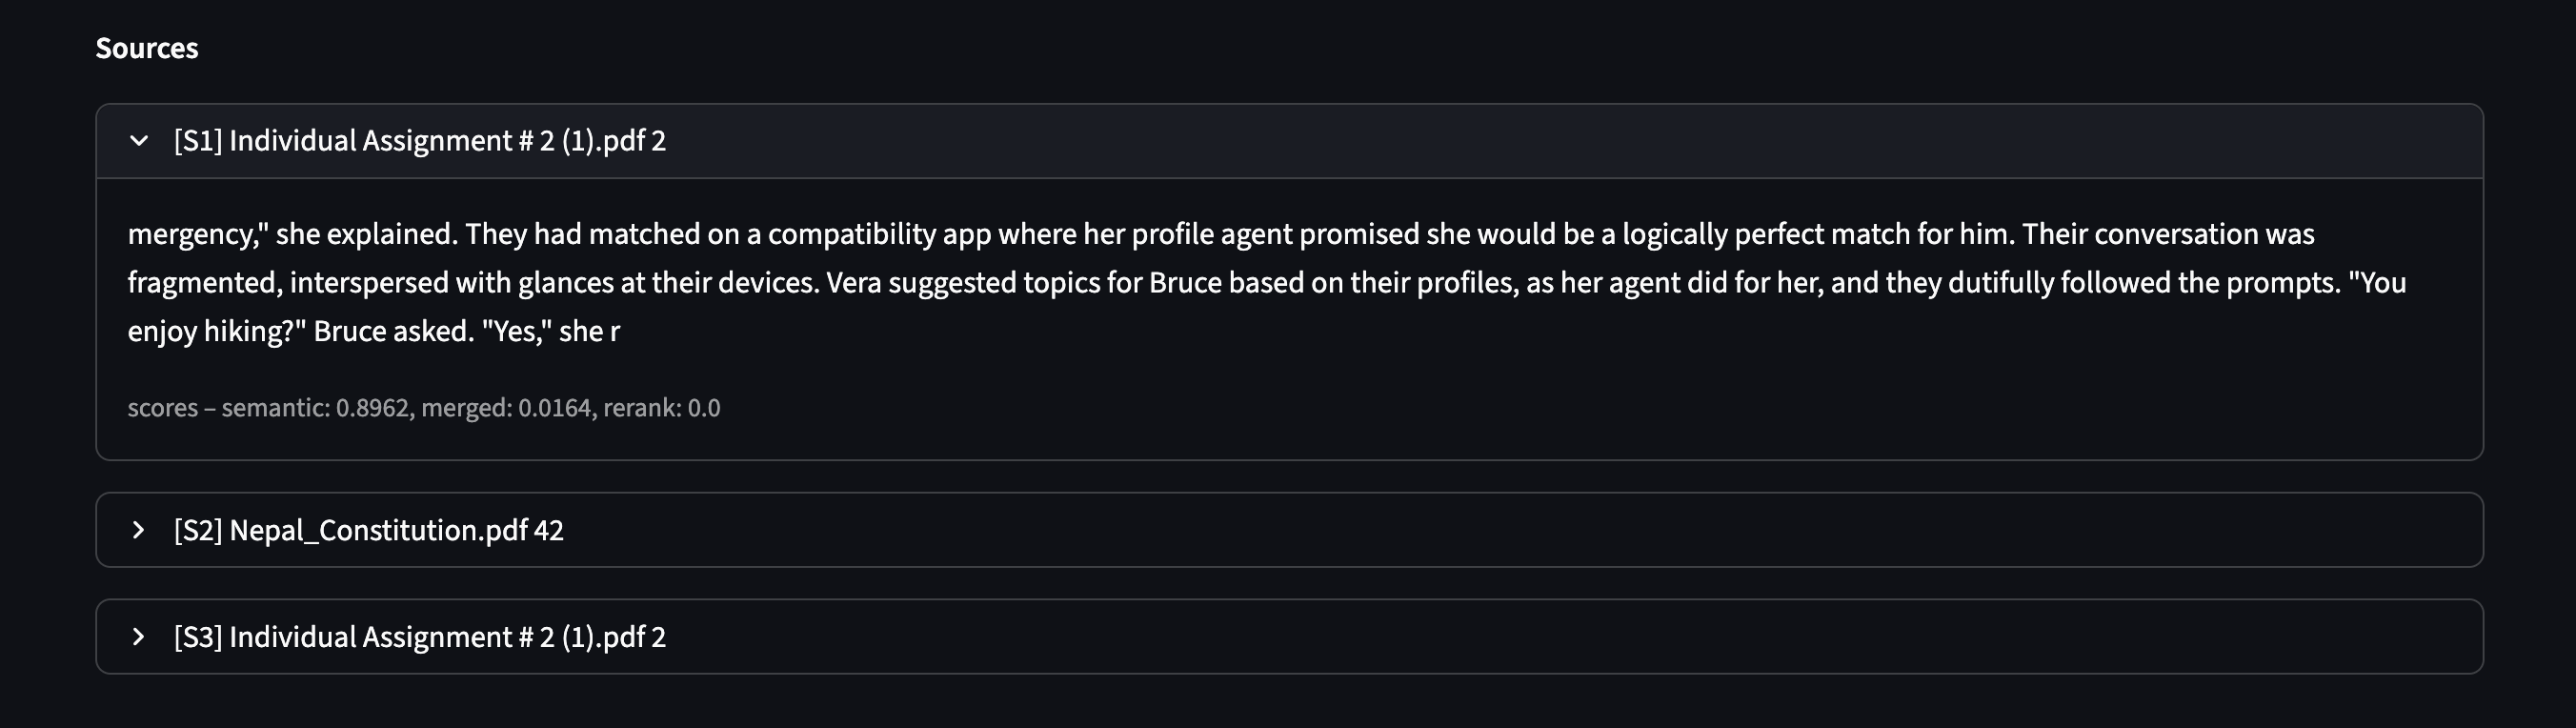 Sources
[S1] Individual Assignment # 2 (1).pdf 2
mergency," she explained. They had matched on a compatibility app where her profile agent promised she would be a logically perfect match for him. Their conversation was
fragmented, interspersed with glances at their devices. Vera suggested topics for Bruce based on their profiles, as her agent did for her, and they dutifully followed the prompts. "You
enjoy hiking?" Bruce asked. "Yes," she r
scores – semantic: 0.8962, merged: 0.0164, rerank: 0.0
[S2] Nepal_Constitution.pdf 42
[S3] Individual Assignment # 2 (1).pdf 2